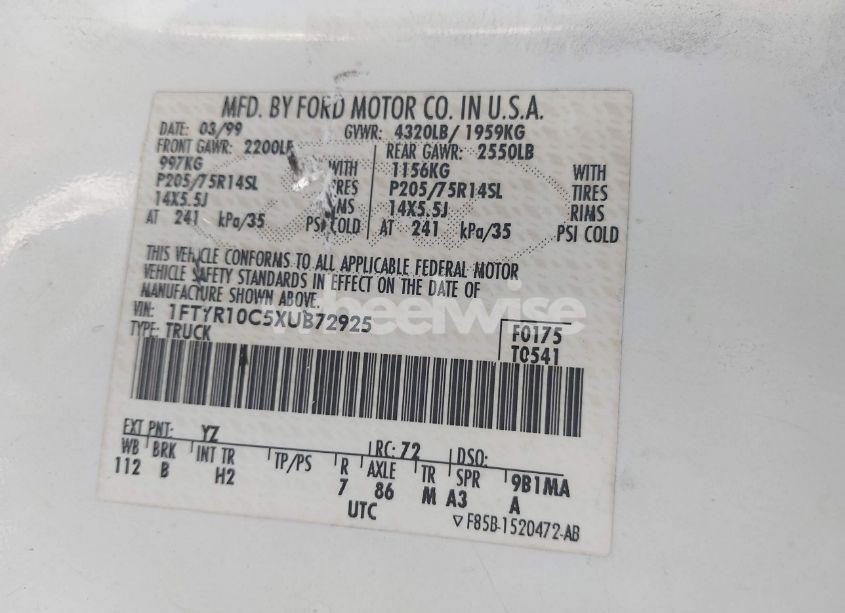 MFD. BY FORD MOTOR CO. IN U.S.A.
DATE: 03/99 GVWR: 4320LB/ 1959KG
FRONT GAWR: 2200LB REAR GAWR: 2550LB
997KG WITH 1156KG WITH
P205/75R14SL TIRES P205/75R14SL TIRES
14X5.5J RIMS 14X5.5J RIMS
AT 241 kPa/35 PSI COLD AT 241 kPa/35 PSI COLD
THIS VEHICLE CONFORMS TO ALL APPLICABLE FEDERAL MOTOR
VEHICLE SAFETY STANDARDS IN EFFECT ON THE DATE OF
MANUFACTURE SHOWN ABOVE.
wheelwise
VIN: 1FTYR10C5XUB72925 F0175
TYPE: TRUCK T0541
EXT PNT: YZ RC: 72 DSO:
WB BRK INT TR TP/PS R AXLE TR SPR 9B1MA
112 B H2 7 86 M A3 A
UTC ▽F85B-1520472-AB